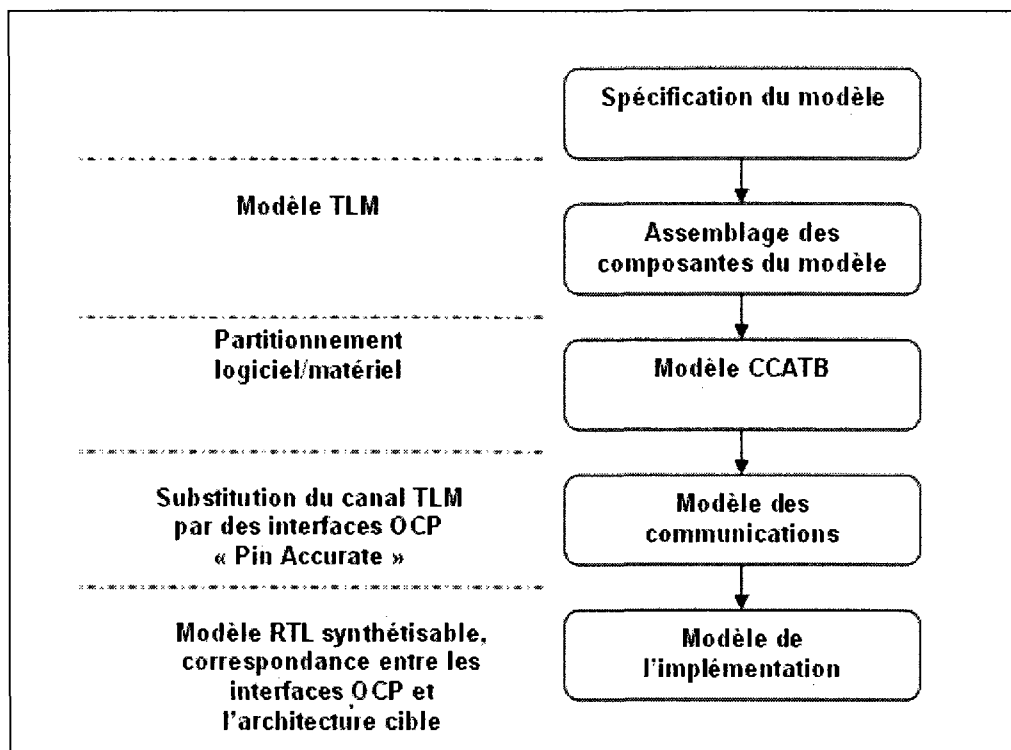 Spécification du modèle
Modèle TLM
Assemblage des
composantes du modèle
Partitionnement
logiciel/matériel
Modèle CCATB
Substitution du canal TLM
par des interfaces OCP
« Pin Accurate »
Modèle des
communications
Modèle RTL synthétisable,
correspondance entre les
interfaces OCP et
l'architecture cible
Modèle de
l'implémentation